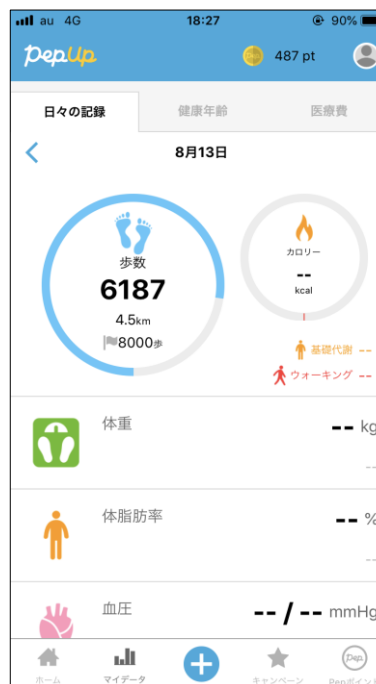 au 4G 18:27 90%
PepUp 487 pt
日々の記録 健康年齢 医療費
8月13日
歩数
6187
4.5km
8000歩
カロリー
--
kcal
基礎代謝 --
ウォーキング --
体重 -- kg
--
体脂肪率 -- %
--
血圧 -- / -- mmHg
ホーム マイデータ キャンペーン Pep Pepポイント